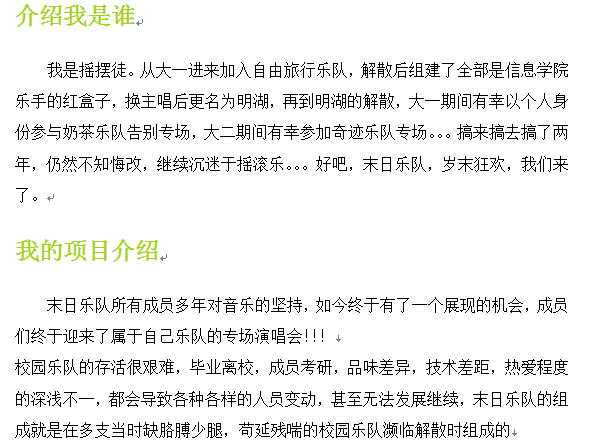 介绍我是谁
我是摇摆徒。从大一进来加入自由旅行乐队，解散后组建了全部是信息学院
乐手的红盒子，换主唱后更名为明湖，再到明湖的解散，大一期间有幸以个人身
份参与奶茶乐队告别专场，大二期间有幸参加奇迹乐队专场。。。搞来搞去搞了两
年，仍然不知悔改，继续沉迷于摇滚乐。。。好吧，末日乐队，岁末狂欢，我们来
了。
我的项目介绍
末日乐队所有成员多年对音乐的坚持，如今终于有了一个展现的机会，成员
们终于迎来了属于自己乐队的专场演唱会!!!
校园乐队的存活很艰难，毕业离校，成员考研，品味差异，技术差距，热爱程度
的深浅不一，都会导致各种各样的人员变动，甚至无法发展继续，末日乐队的组
成就是在多支当时缺胳膊少腿，苟延残喘的校园乐队濒临解散时组成的